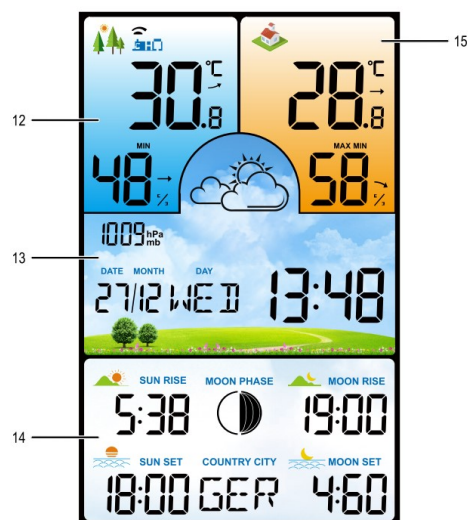 15
°C
30.8
°C
28.8
12
MIN
48 %
MAX MIN
58 %
1009 hPa
mb
13
DATE MONTH DAY
27/12 WED 13:48
SUN RISE MOON PHASE MOON RISE
5:38 19:00
14
SUN SET COUNTRY CITY MOON SET
18:00 GER 4:60